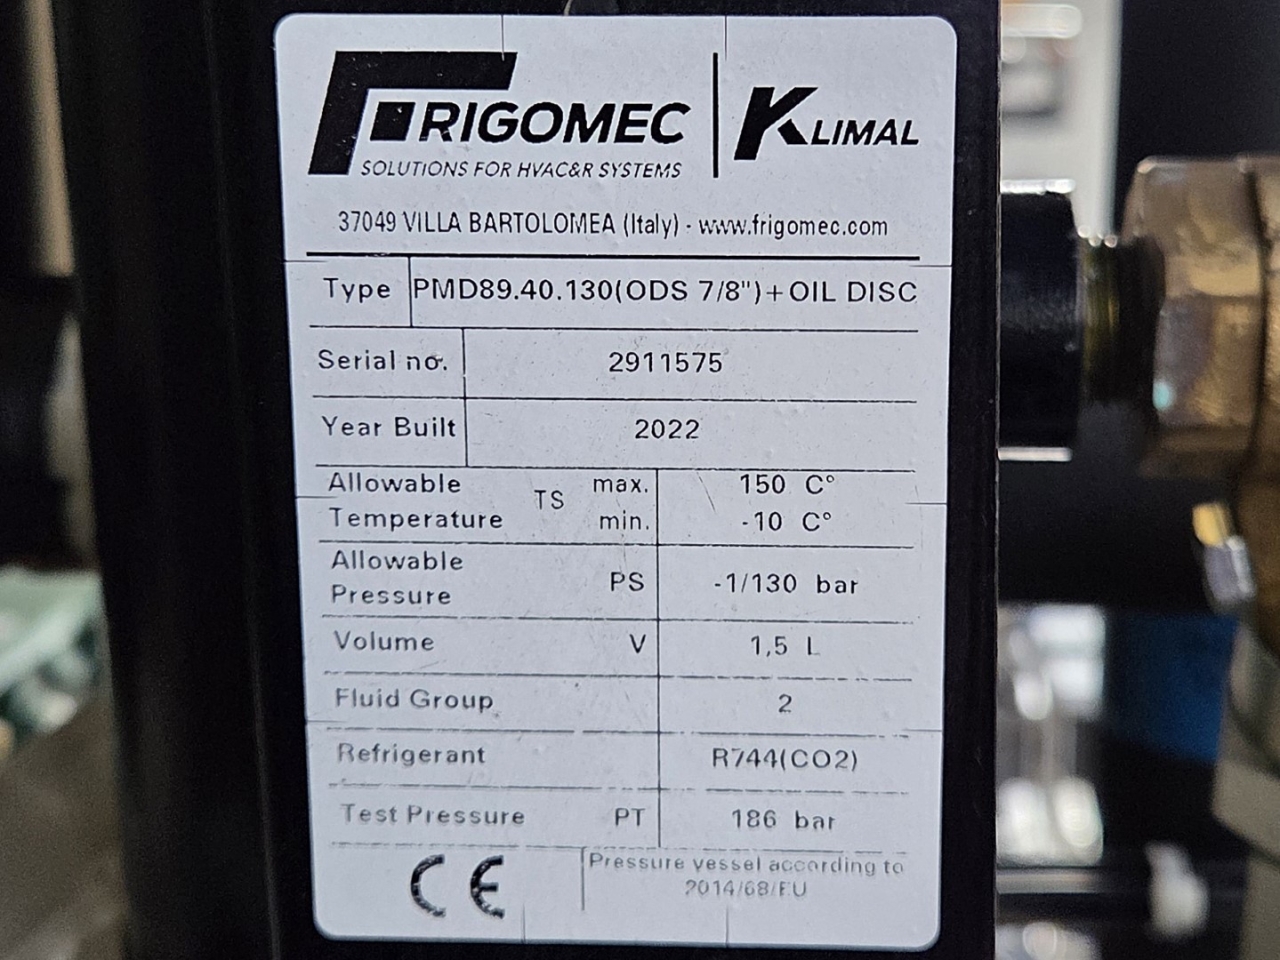 FRIGOMEC | KLIMAL
SOLUTIONS FOR HVAC&R SYSTEMS
37049 VILLA BARTOLOMEA (Italy) - www.frigomec.com
Type PMD89.40.130(ODS 7/8")+OIL DISC
Serial no. 2911575
Year Built 2022
Allowable Temperature TS max. 150 C°
min. -10 C°
Allowable Pressure PS -1/130 bar
Volume V 1,5 L
Fluid Group 2
Refrigerant R744(CO2)
Test Pressure PT 186 bar
CE Pressure vessel according to
2014/68/EU